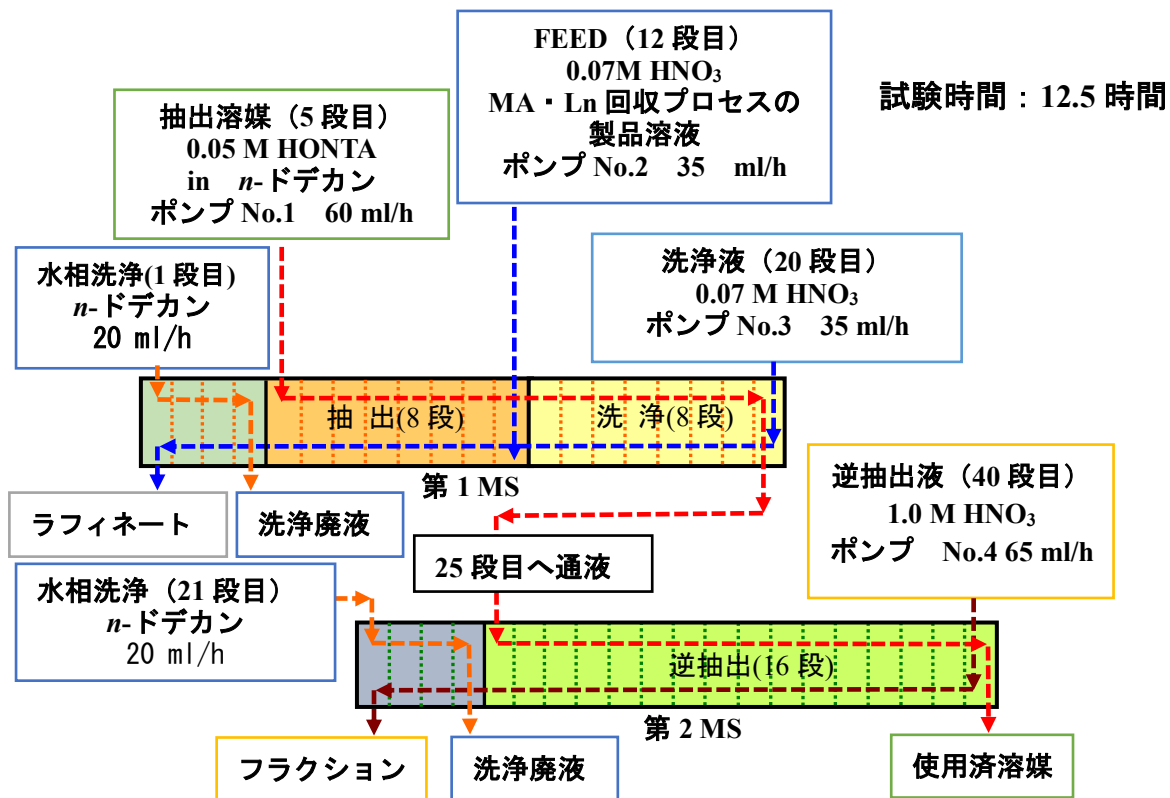 FEED（12 段目）
0.07M HNO₃
MA・Ln 回収プロセスの
製品溶液
ポンプ No.2　35　ml/h
試験時間：12.5 時間
抽出溶媒（5 段目）
0.05 M HONTA
in　n-ドデカン
ポンプ No.1　60 ml/h
水相洗浄(1 段目)
n-ドデカン
20 ml/h
洗浄液（20 段目）
0.07 M HNO₃
ポンプ No.3　35 ml/h
抽 出(8 段)
洗 浄(8 段)
第 1 MS
ラフィネート
洗浄廃液
逆抽出液（40 段目）
1.0 M HNO₃
ポンプ　No.4 65 ml/h
25 段目へ通液
水相洗浄（21 段目）
n-ドデカン
20 ml/h
逆抽出(16 段)
第 2 MS
フラクション
洗浄廃液
使用済溶媒